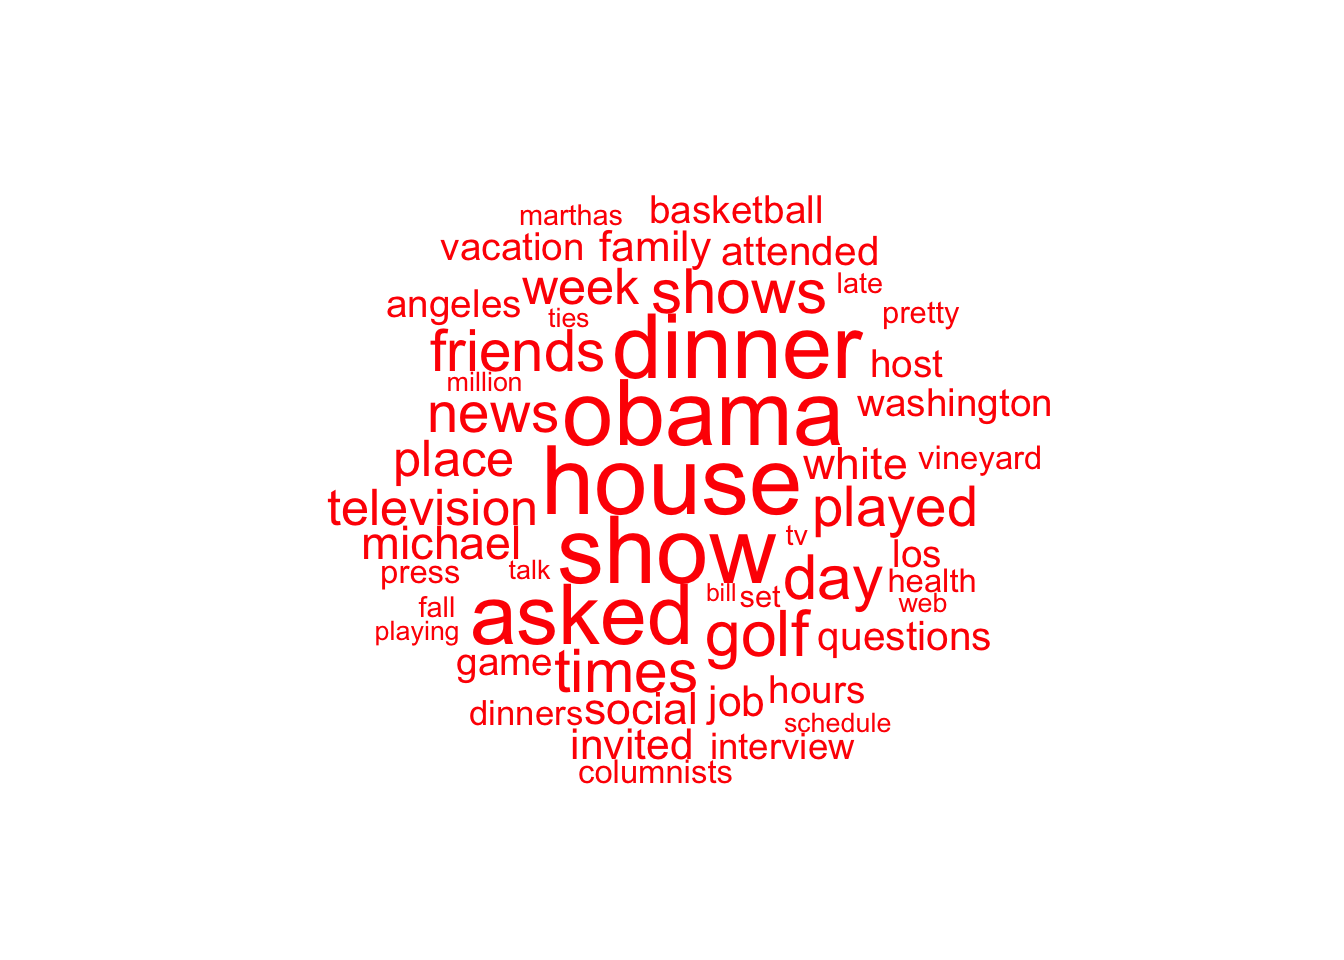 marthas basketball
vacation family attended
week shows late
angeles ties pretty
friends dinner host
million
news obama washington
place house white vineyard
television played
michael show tv los
press talk day health
fall asked bill set web
playing golf questions
game times
dinners social job hours
schedule
invited interview
columnists